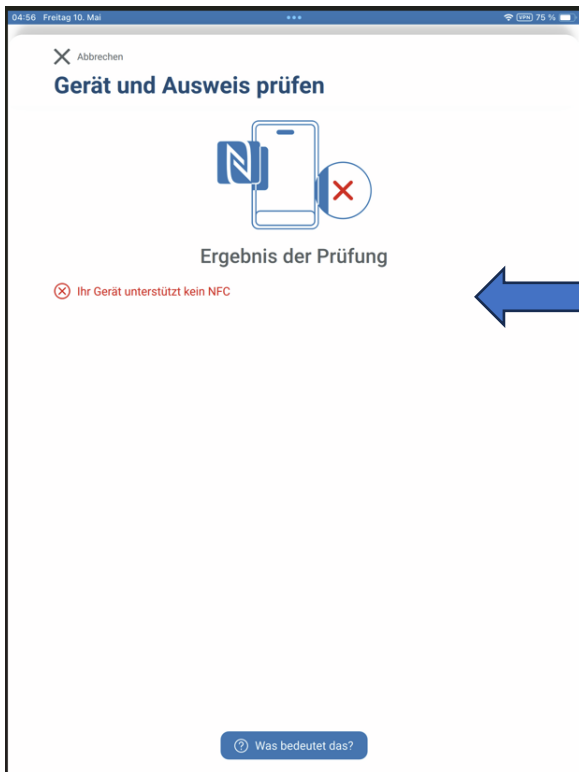 04:56 Freitag 10. Mai VPN 75 %
Abbrechen
Gerät und Ausweis prüfen
Ergebnis der Prüfung
Ihr Gerät unterstützt kein NFC
? Was bedeutet das?